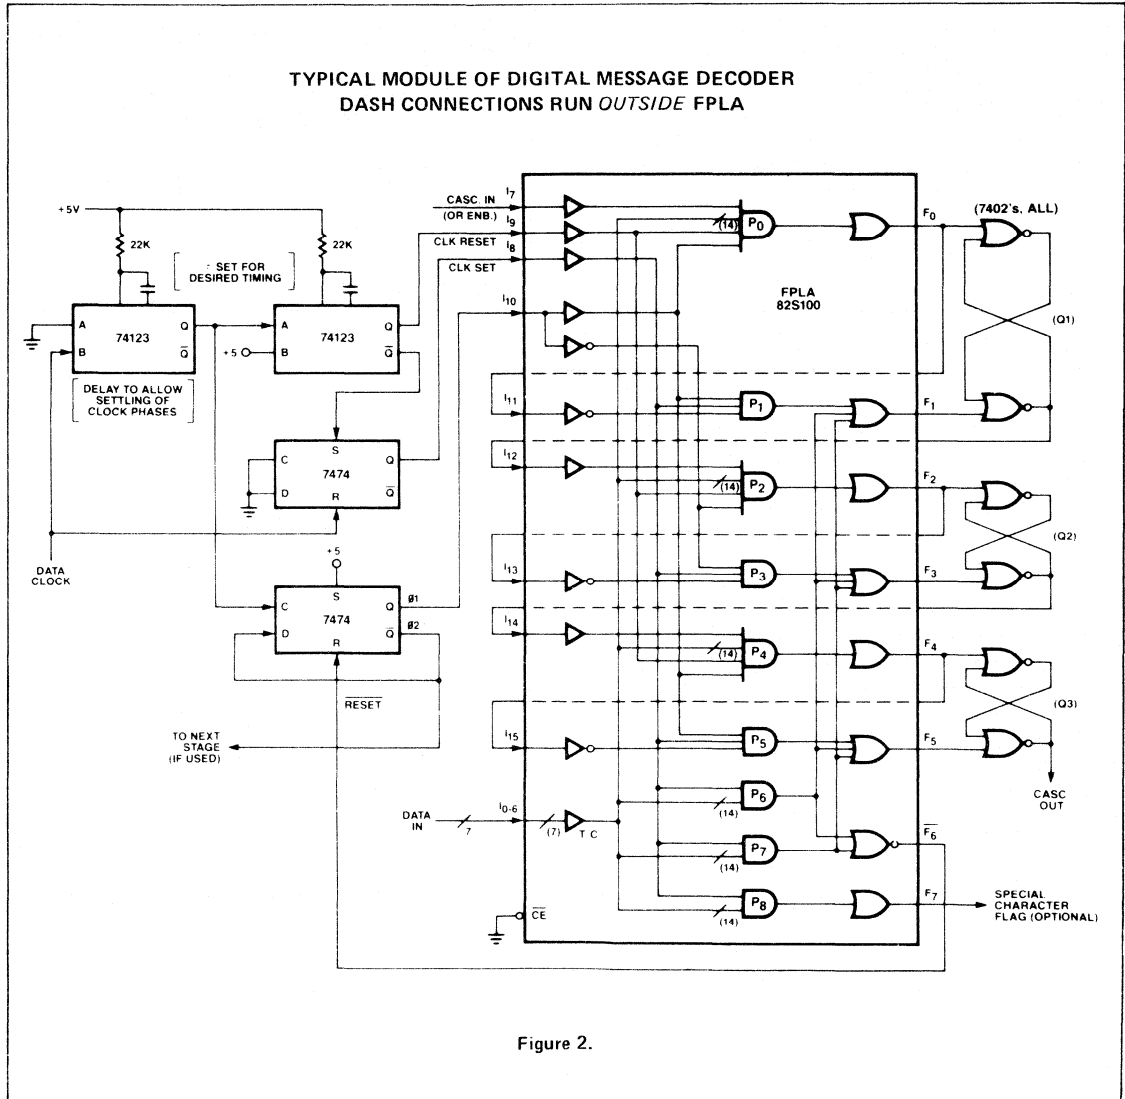 TYPICAL MODULE OF DIGITAL MESSAGE DECODER
DASH CONNECTIONS RUN OUTSIDE FPLA
+5V
22K
22K
SET FOR
DESIRED TIMING
A
B
74123
Q
Q̅
DELAY TO ALLOW
SETTLING OF
CLOCK PHASES
A
B
+5
74123
Q
Q̅
C
D
S
7474
R
Q
Q̅
DATA
CLOCK
+5
C
D
S
7474
R
Q
Q̅
Ø1
Ø2
R̅E̅S̅E̅T̅
TO NEXT
STAGE
(IF USED)
DATA
IN
7
CASC. IN
(OR ENB.)
CLK RESET
CLK SET
I7
I9
I8
I10
I11
I12
I13
I14
I15
I0-6
(7)
T C
C̅E̅
FPLA
82S100
(14)
P0
P1
(14)
P2
P3
(14)
P4
P5
P6
(14)
P7
(14)
P8
(14)
F0
F1
F2
F3
F4
F5
F̅6̅
F7
(7402's, ALL)
(Q1)
(Q2)
(Q3)
CASC
OUT
SPECIAL
CHARACTER
FLAG (OPTIONAL)
Figure 2.